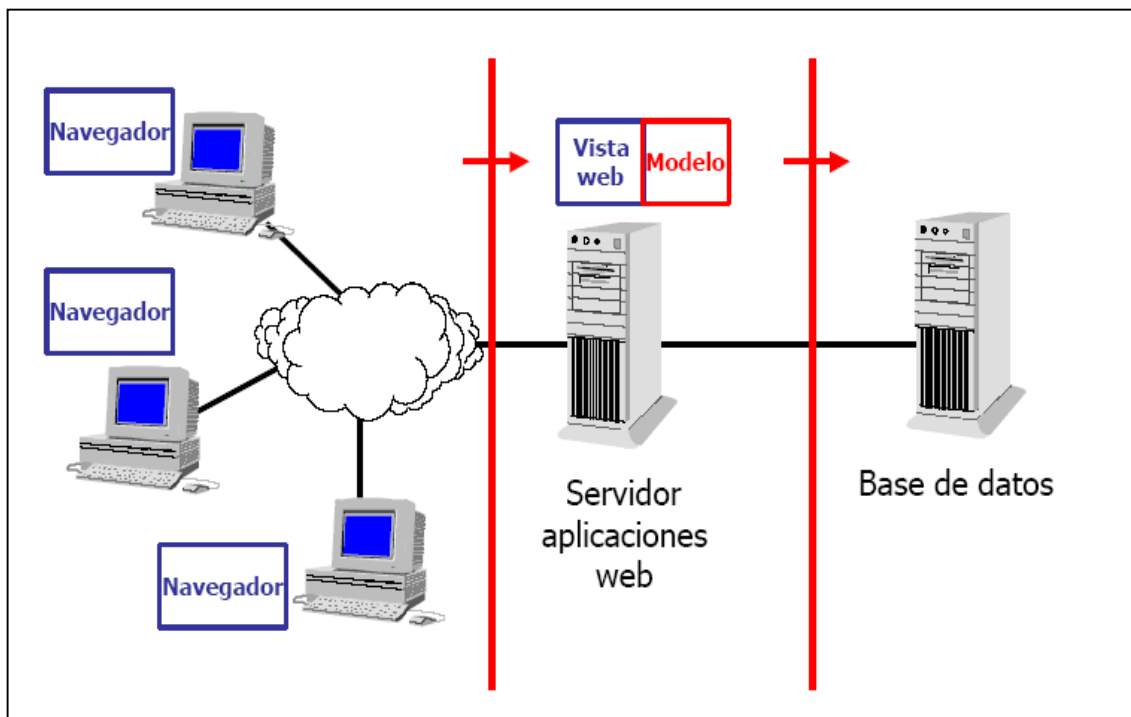 Navegador
Navegador
Navegador
Vista
web
Modelo
Servidor
aplicaciones
web
Base de datos